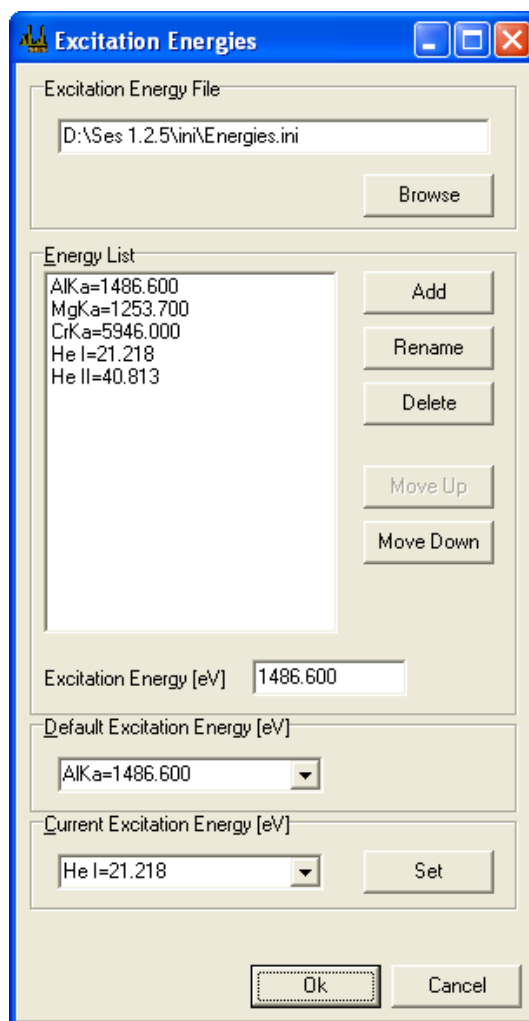 Excitation Energies
Excitation Energy File
D:\Ses 1.2.5\ini\Energies.ini
Browse
Energy List
AlKa=1486.600
MgKa=1253.700
CrKa=5946.000
He I=21.218
He II=40.813
Add
Rename
Delete
Move Up
Move Down
Excitation Energy [eV]
1486.600
Default Excitation Energy [eV]
AlKa=1486.600
Current Excitation Energy [eV]
He I=21.218
Set
Ok
Cancel